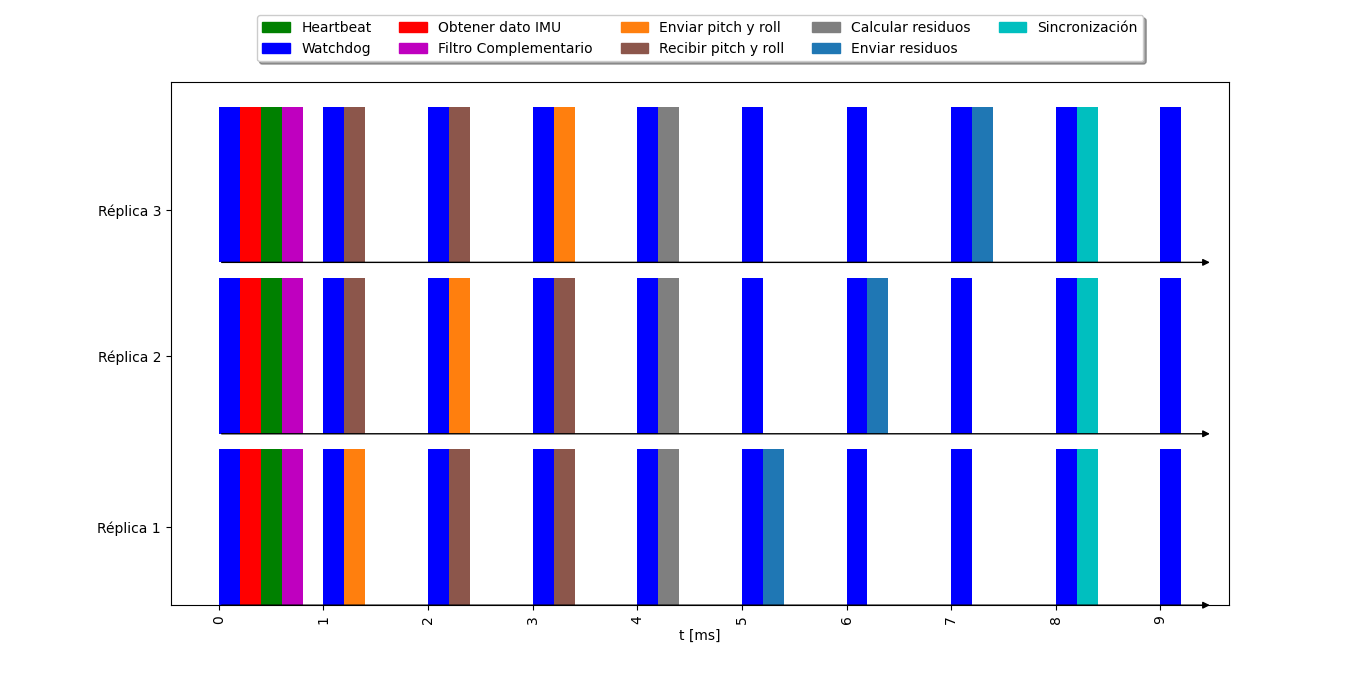 Heartbeat Obtener dato IMU Enviar pitch y roll Calcular residuos Sincronización
Watchdog Filtro Complementario Recibir pitch y roll Enviar residuos
Réplica 3
Réplica 2
Réplica 1
0 1 2 3 4 5 6 7 8 9
t [ms]